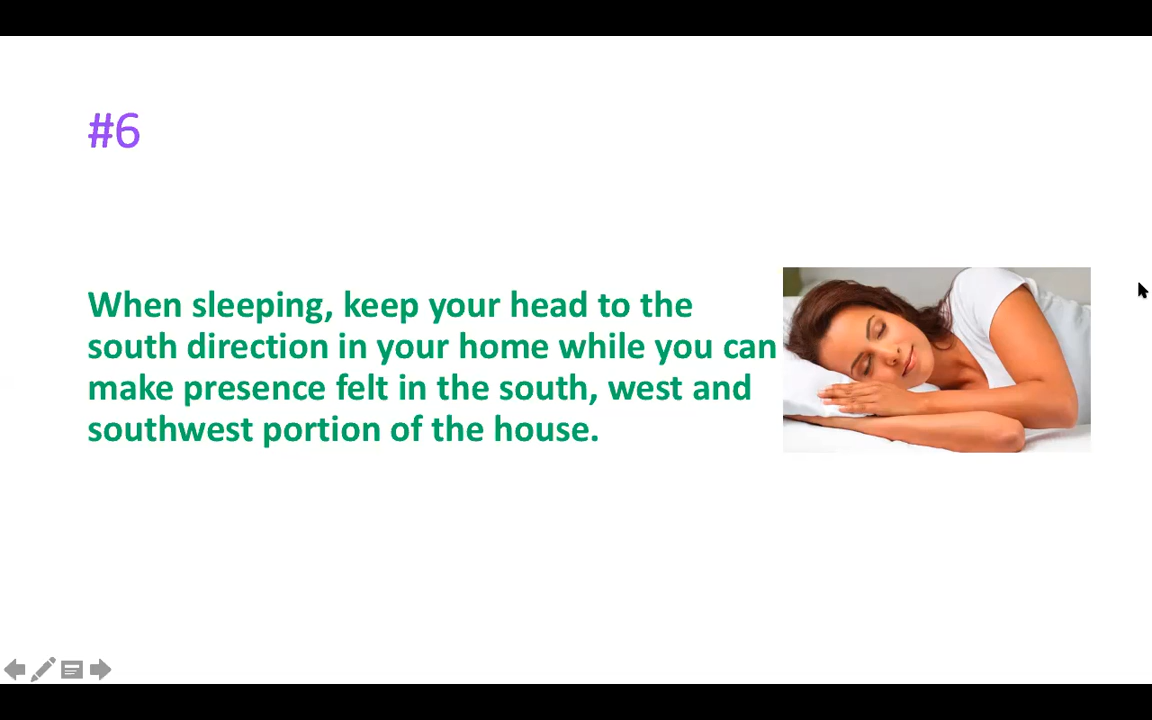 #6
When sleeping, keep your head to the
south direction in your home while you can
make presence felt in the south, west and
southwest portion of the house.